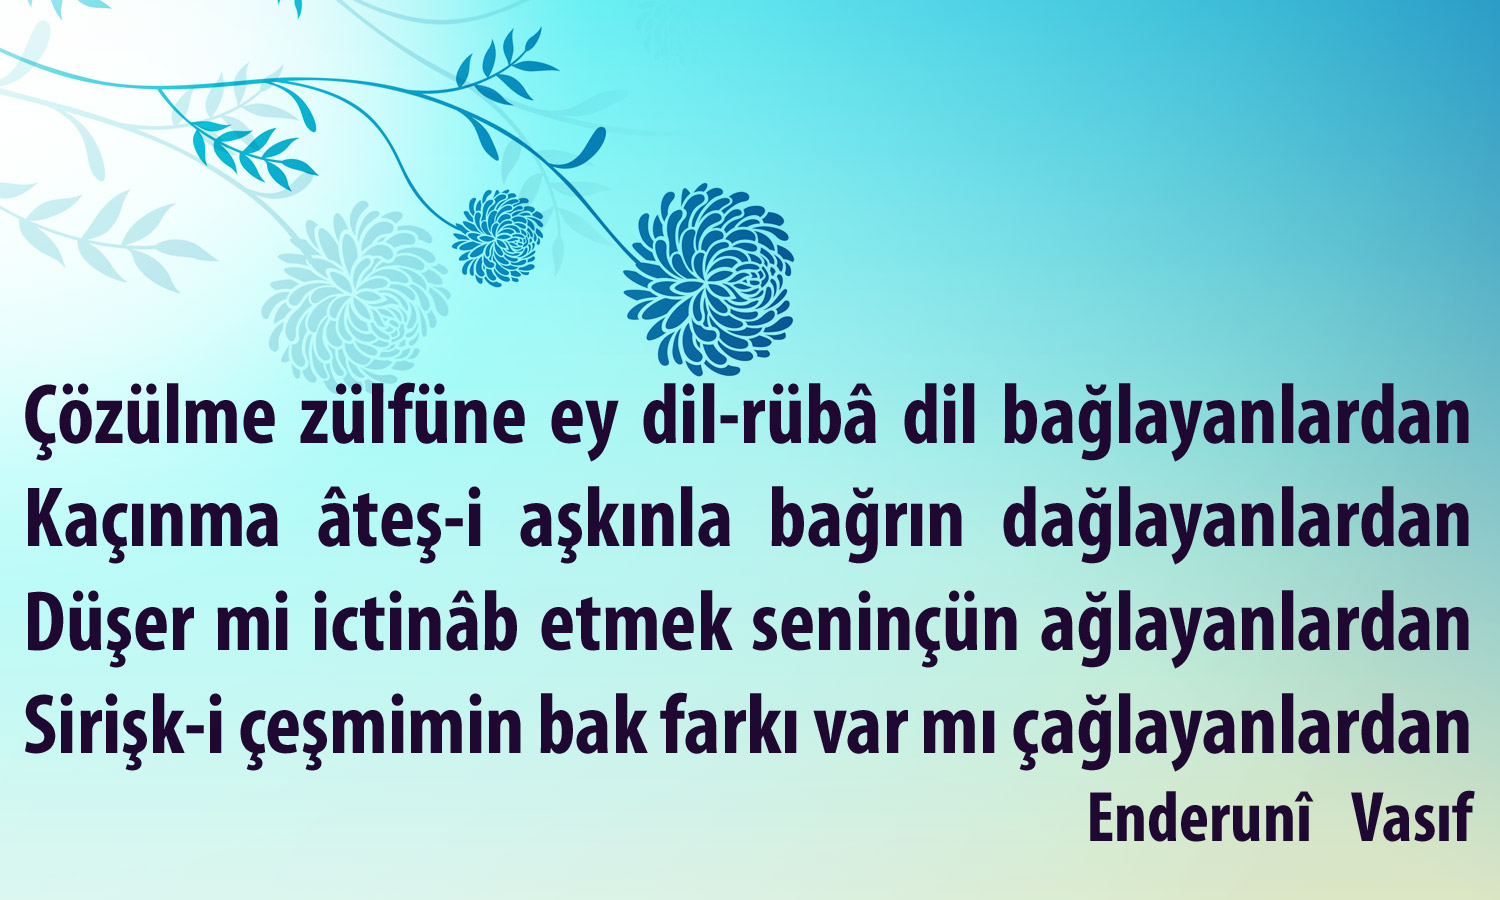 Çözülme zülfüne ey dil-rübâ dil bağlayanlardan
Kaçınma âteş-i aşkınla bağrın dağlayanlardan
Düşer mi ictinâb etmek seninçün ağlayanlardan
Sirişk-i çeşmimin bak farkı var mı çağlayanlardan
Enderunî Vasıf